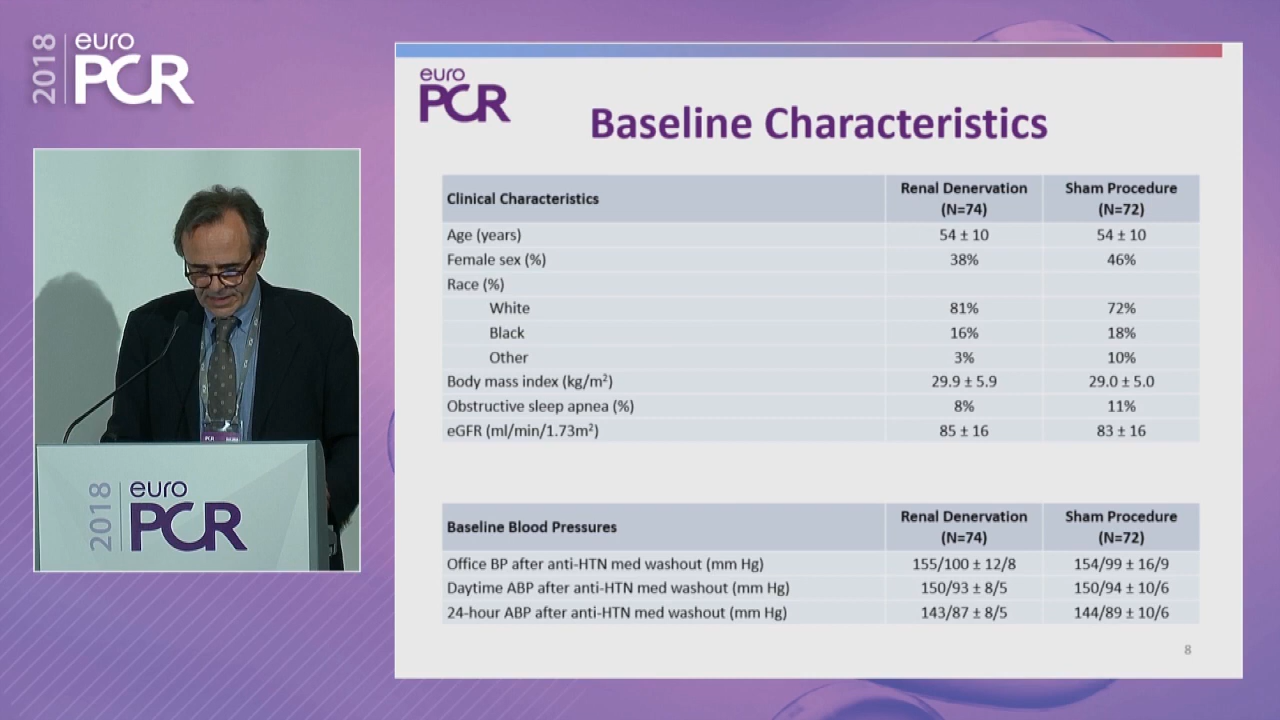 2018 euro
PCR
euro
PCR
Baseline Characteristics
Clinical Characteristics Renal Denervation (N=74) Sham Procedure (N=72)
Age (years) 54 ± 10 54 ± 10
Female sex (%) 38% 46%
Race (%)
White 81% 72%
Black 16% 18%
Other 3% 10%
Body mass index (kg/m²) 29.9 ± 5.9 29.0 ± 5.0
Obstructive sleep apnea (%) 8% 11%
eGFR (ml/min/1.73m²) 85 ± 16 83 ± 16
Baseline Blood Pressures Renal Denervation (N=74) Sham Procedure (N=72)
Office BP after anti-HTN med washout (mm Hg) 155/100 ± 12/8 154/99 ± 16/9
Daytime ABP after anti-HTN med washout (mm Hg) 150/93 ± 8/5 150/94 ± 10/6
24-hour ABP after anti-HTN med washout (mm Hg) 143/87 ± 8/5 144/89 ± 10/6
8
2018 euro
PCR